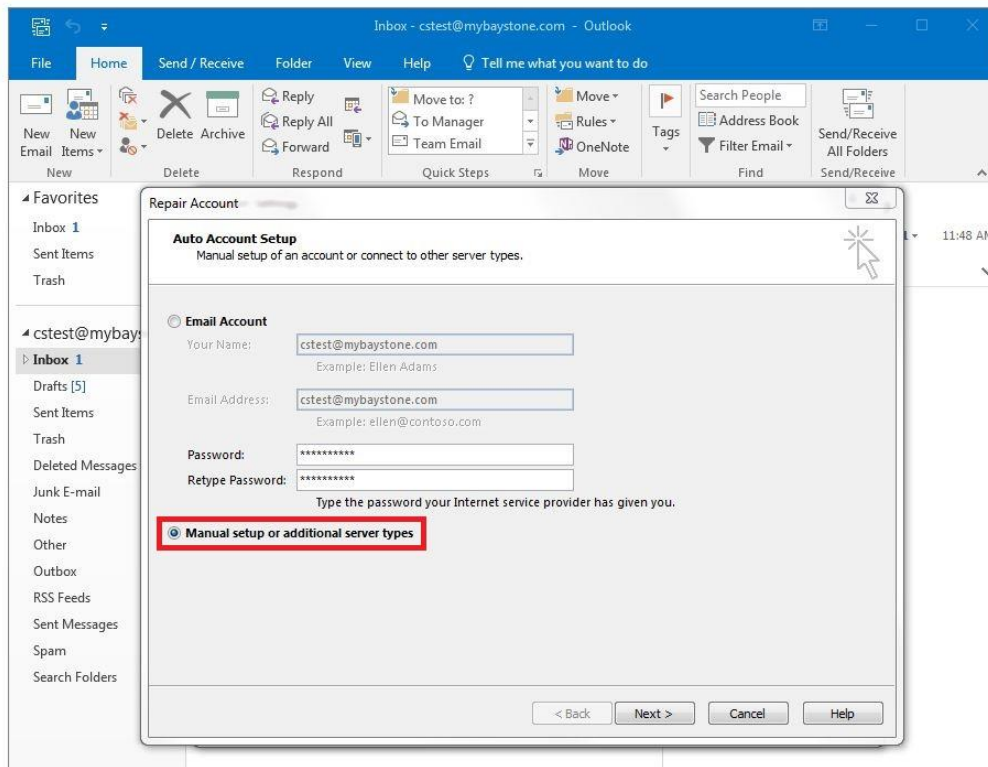 Inbox - cstest@mybaystone.com - Outlook
File Home Send / Receive Folder View Help Tell me what you want to do
New Email
New Items
Delete
Archive
Reply
Reply All
Forward
Move to: ?
To Manager
Team Email
Move
Rules
OneNote
Tags
Search People
Address Book
Filter Email
Send/Receive All Folders
New Delete Respond Quick Steps Move Find Send/Receive
Favorites
Inbox 1
Sent Items
Trash
cstest@mybays
Inbox 1
Drafts [5]
Sent Items
Trash
Deleted Messages
Junk E-mail
Notes
Other
Outbox
RSS Feeds
Sent Messages
Spam
Search Folders
11:48 AM
Repair Account
Auto Account Setup
Manual setup of an account or connect to other server types.
Email Account
Your Name: cstest@mybaystone.com
Example: Ellen Adams
Email Address: cstest@mybaystone.com
Example: ellen@contoso.com
Password: **********
Retype Password: **********
Type the password your Internet service provider has given you.
Manual setup or additional server types
< Back Next > Cancel Help